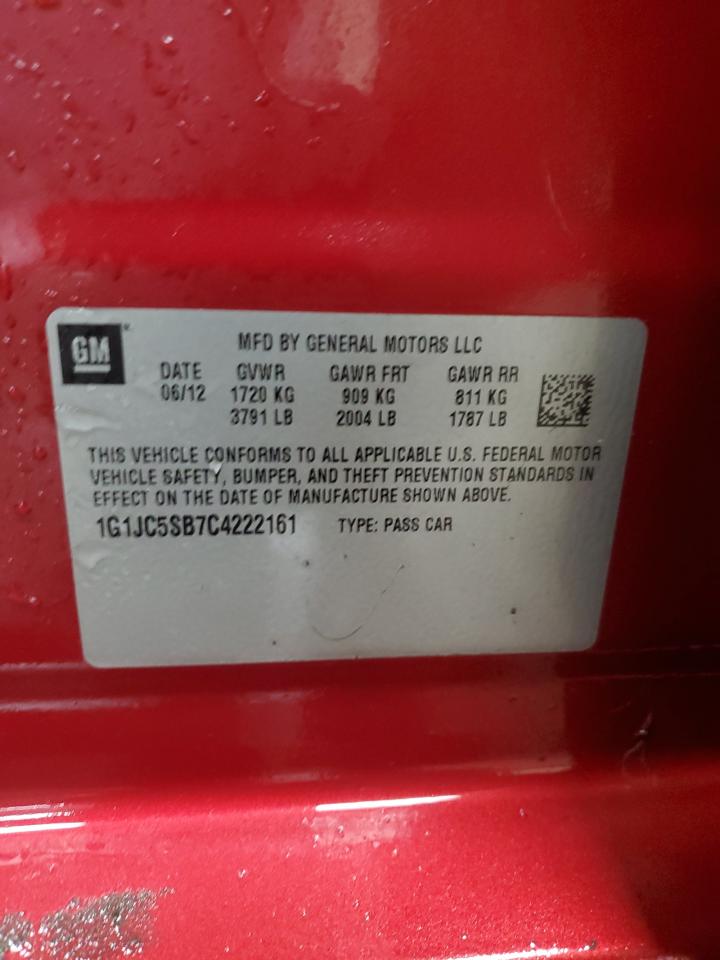 GM
MFD BY GENERAL MOTORS LLC
DATE GVWR GAWR FRT GAWR RR
06/12 1720 KG 909 KG 811 KG
3791 LB 2004 LB 1787 LB
THIS VEHICLE CONFORMS TO ALL APPLICABLE U.S. FEDERAL MOTOR
VEHICLE SAFETY, BUMPER, AND THEFT PREVENTION STANDARDS IN
EFFECT ON THE DATE OF MANUFACTURE SHOWN ABOVE.
1G1JC5SB7C4222161 TYPE: PASS CAR